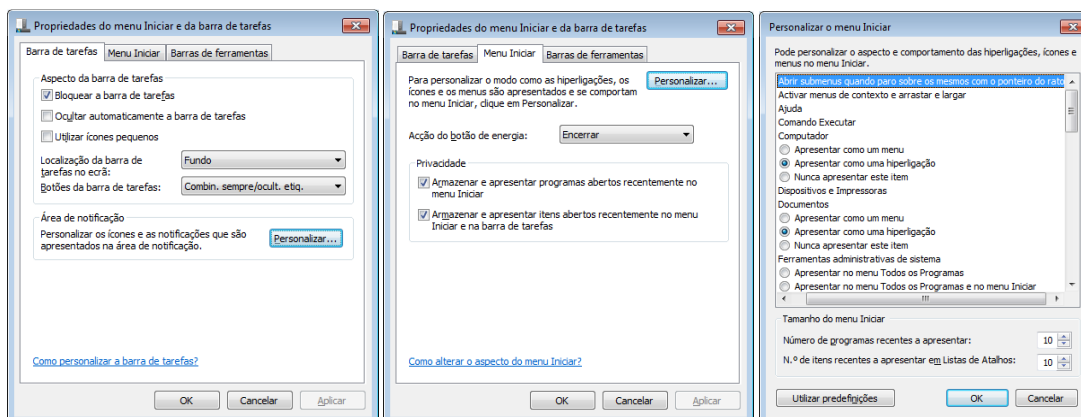 Propriedades do menu Iniciar e da barra de tarefas
Barra de tarefas Menu Iniciar Barras de ferramentas
Aspecto da barra de tarefas
Bloquear a barra de tarefas
Ocultar automaticamente a barra de tarefas
Utilizar ícones pequenos
Localização da barra de
tarefas no ecrã: Fundo
Botões da barra de tarefas: Combin. sempre/ocult. etiq.
Área de notificação
Personalizar os ícones e as notificações que são
apresentados na área de notificação. Personalizar...
Como personalizar a barra de tarefas?
OK Cancelar Aplicar
Propriedades do menu Iniciar e da barra de tarefas
Barra de tarefas Menu Iniciar Barras de ferramentas
Para personalizar o modo como as hiperligações, os
ícones e os menus são apresentados e se comportam
no menu Iniciar, clique em Personalizar.
Personalizar...
Acção do botão de energia: Encerrar
Privacidade
Armazenar e apresentar programas abertos recentemente no
menu Iniciar
Armazenar e apresentar itens abertos recentemente no menu
Iniciar e na barra de tarefas
Como alterar o aspecto do menu Iniciar?
OK Cancelar Aplicar
Personalizar o menu Iniciar
Pode personalizar o aspecto e comportamento das hiperligações, ícones e
menus no menu Iniciar.
Abrir submenus quando paro sobre os mesmos com o ponteiro do rato
Activar menus de contexto e arrastar e largar
Ajuda
Comando Executar
Computador
Apresentar como um menu
Apresentar como uma hiperligação
Nunca apresentar este item
Dispositivos e Impressoras
Documentos
Apresentar como um menu
Apresentar como uma hiperligação
Nunca apresentar este item
Ferramentas administrativas de sistema
Apresentar no menu Todos os Programas
Apresentar no menu Todos os Programas e no menu Iniciar
Tamanho do menu Iniciar
Número de programas recentes a apresentar: 10
N.º de itens recentes a apresentar em Listas de Atalhos: 10
Utilizar predefinições OK Cancelar